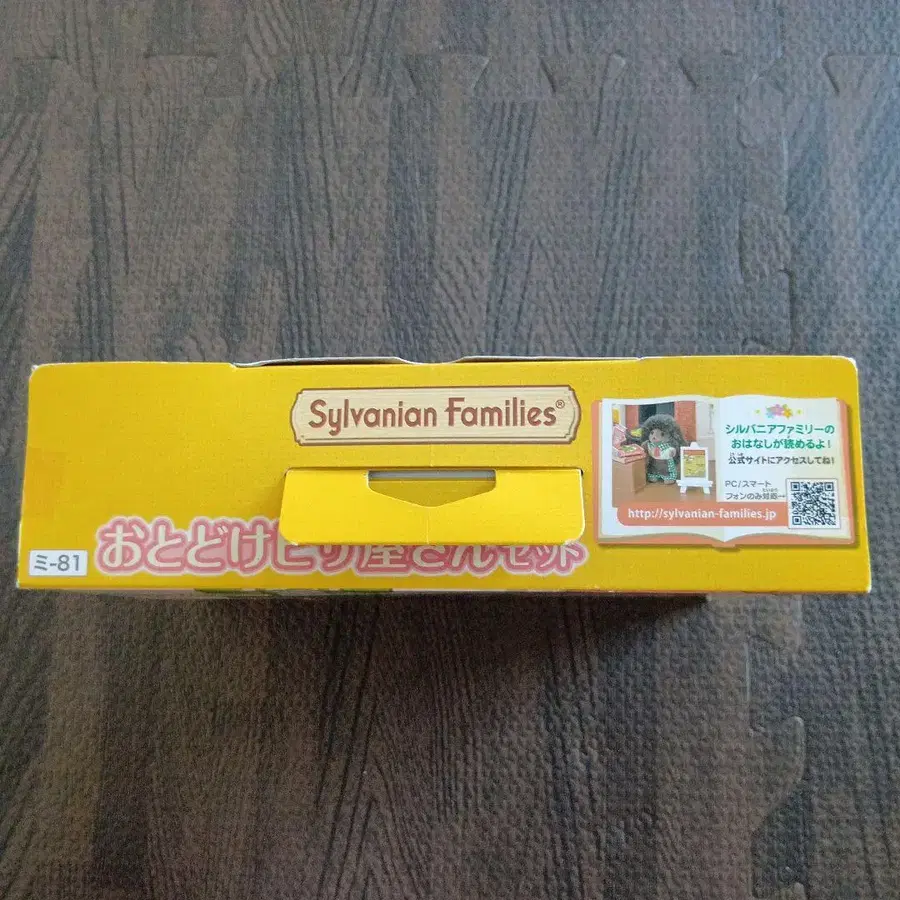 Sylvanian Families®
ミ-81
おとどけピザ屋さんセット
シルバニアファミリーの
おはなしが読めるよ!
公式サイトにアクセスしてね!
PC/スマート
フォンのみ対応→
http://sylvanian-families.jp